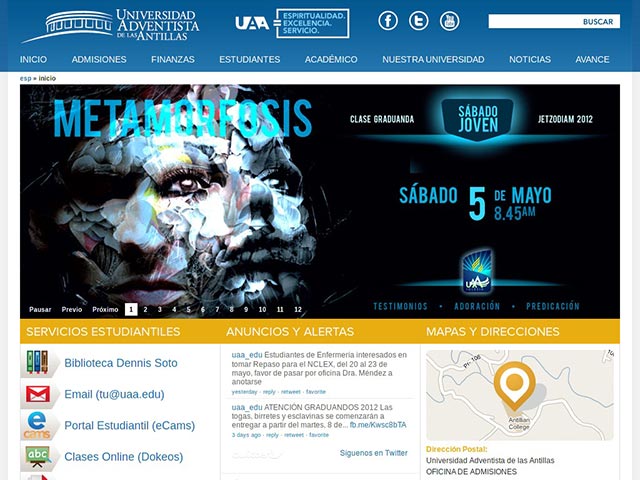 UNIVERSIDAD
ADVENTISTA
DE LAS ANTILLAS
UAA
ESPIRITUALIDAD.
EXCELENCIA.
SERVICIO.
BUSCAR
INICIO ADMISIONES FINANZAS ESTUDIANTES ACADÉMICO NUESTRA UNIVERSIDAD NOTICIAS AVANCE
esp » inicio
METAMORFOSIS
CLASE GRADUANDA
SÁBADO
JOVEN
JETZODIAM 2012
SÁBADO 5 DE MAYO
8.45AM
UAA
TESTIMONIOS • ADORACIÓN • PREDICACIÓN
Pausar Previo Próximo 1 2 3 4 5 6 7 8 9 10 11 12
SERVICIOS ESTUDIANTILES
Biblioteca Dennis Soto
Email (tu@uaa.edu)
e cams
Portal Estudiantil (eCams)
abc
Clases Online (Dokeos)
ANUNCIOS Y ALERTAS
uaa_edu Estudiantes de Enfermería interesados en
tomar Repaso para el NCLEX, del 20 al 23 de
mayo, favor de pasar por oficina Dra. Méndez a
anotarse
yesterday · reply · retweet · favorite
uaa_edu ATENCIÓN GRADUANDOS 2012 Las
togas, birretes y esclavinas se comenzarán a
entregar a partir del martes, 8 de... fb.me/Kwsc8bTA
3 days ago · reply · retweet · favorite
twitter
Síguenos en Twitter
MAPAS Y DIRECCIONES
Pr- 108
Antillian
College
Dirección Postal:
Universidad Adventista de las Antillas
OFICINA DE ADMISIONES